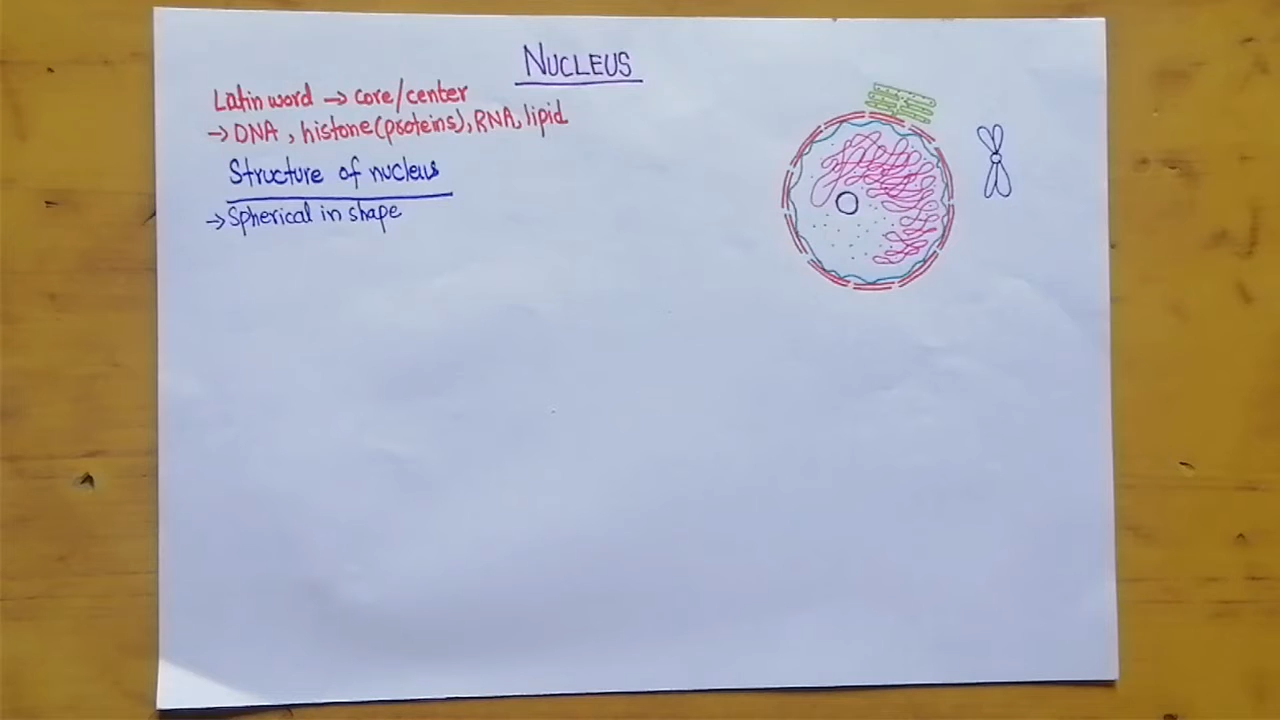 NUCLEUS
Latin word → core/center
→ DNA, histone(proteins), RNA, lipid
Structure of nucleus
→ Spherical in shape